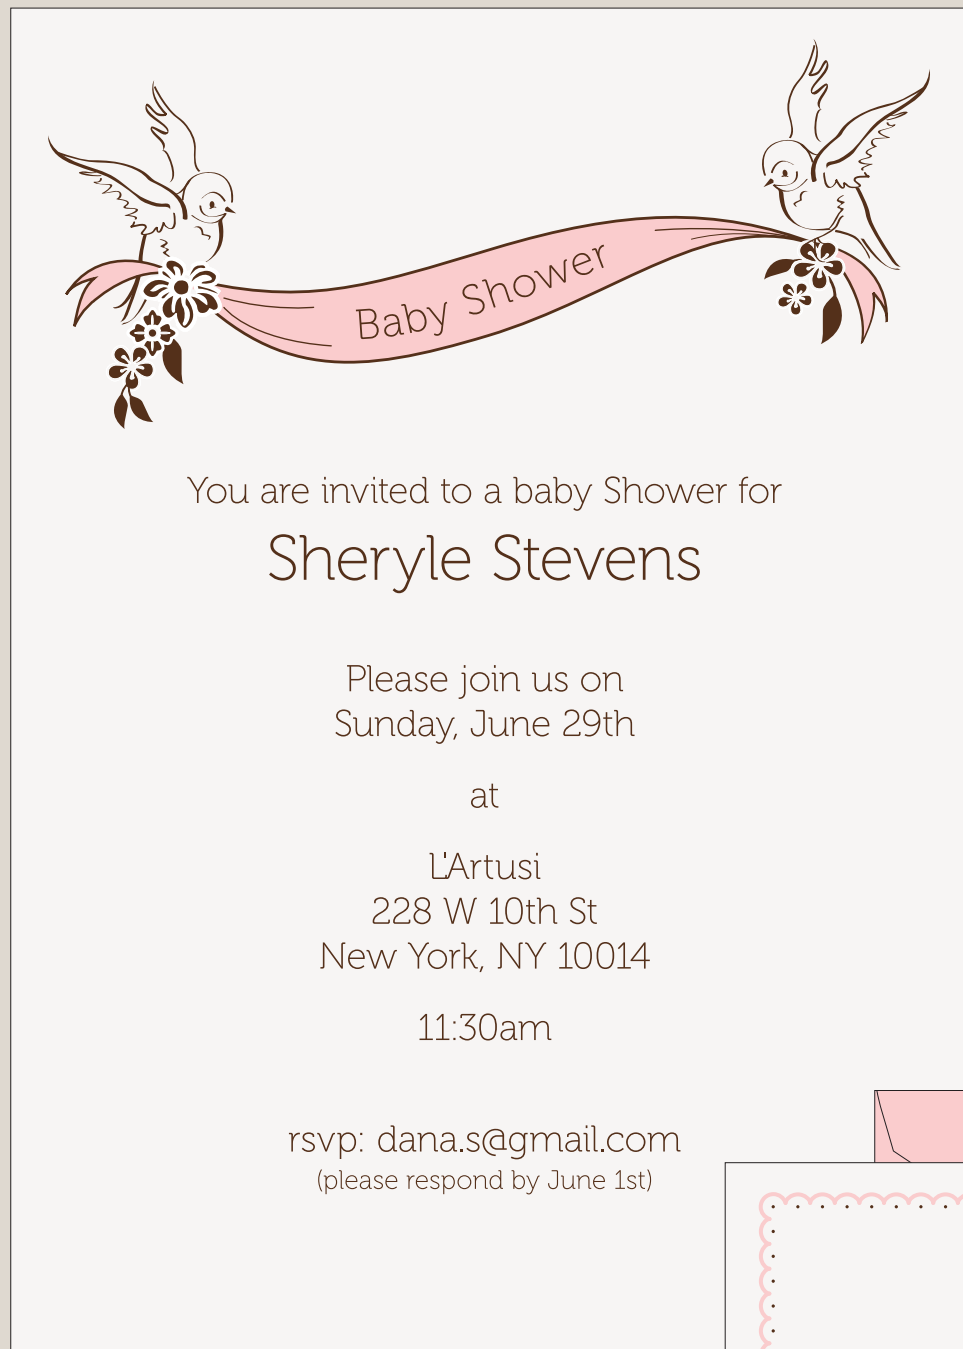 Baby Shower
You are invited to a baby Shower for
Sheryle Stevens
Please join us on
Sunday, June 29th
at
L'Artusi
228 W 10th St
New York, NY 10014
11:30am
rsvp: dana.s@gmail.com
(please respond by June 1st)